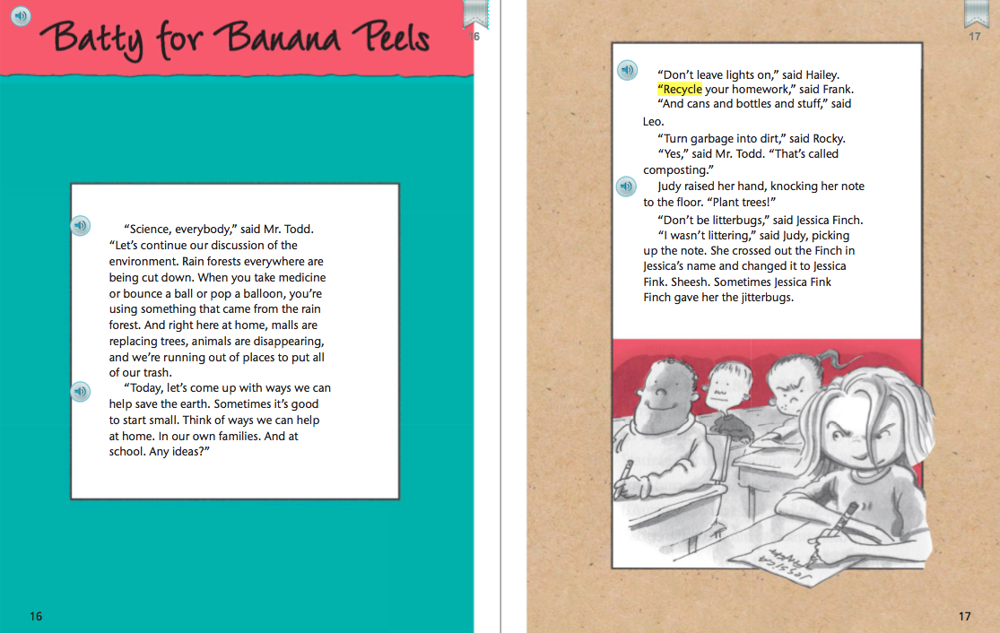 Batty for Banana Peels
16
“Science, everybody,” said Mr. Todd.
“Let’s continue our discussion of the
environment. Rain forests everywhere are
being cut down. When you take medicine
or bounce a ball or pop a balloon, you’re
using something that came from the rain
forest. And right here at home, malls are
replacing trees, animals are disappearing,
and we’re running out of places to put all
of our trash.
“Today, let’s come up with ways we can
help save the earth. Sometimes it’s good
to start small. Think of ways we can help
at home. In our own families. And at
school. Any ideas?”
16
17
“Don’t leave lights on,” said Hailey.
“Recycle your homework,” said Frank.
“And cans and bottles and stuff,” said
Leo.
“Turn garbage into dirt,” said Rocky.
“Yes,” said Mr. Todd. “That’s called
composting.”
Judy raised her hand, knocking her note
to the floor. “Plant trees!”
“Don’t be litterbugs,” said Jessica Finch.
“I wasn’t littering,” said Judy, picking
up the note. She crossed out the Finch in
Jessica’s name and changed it to Jessica
Fink. Sheesh. Sometimes Jessica Fink
Finch gave her the jitterbugs.
JESSICA
17